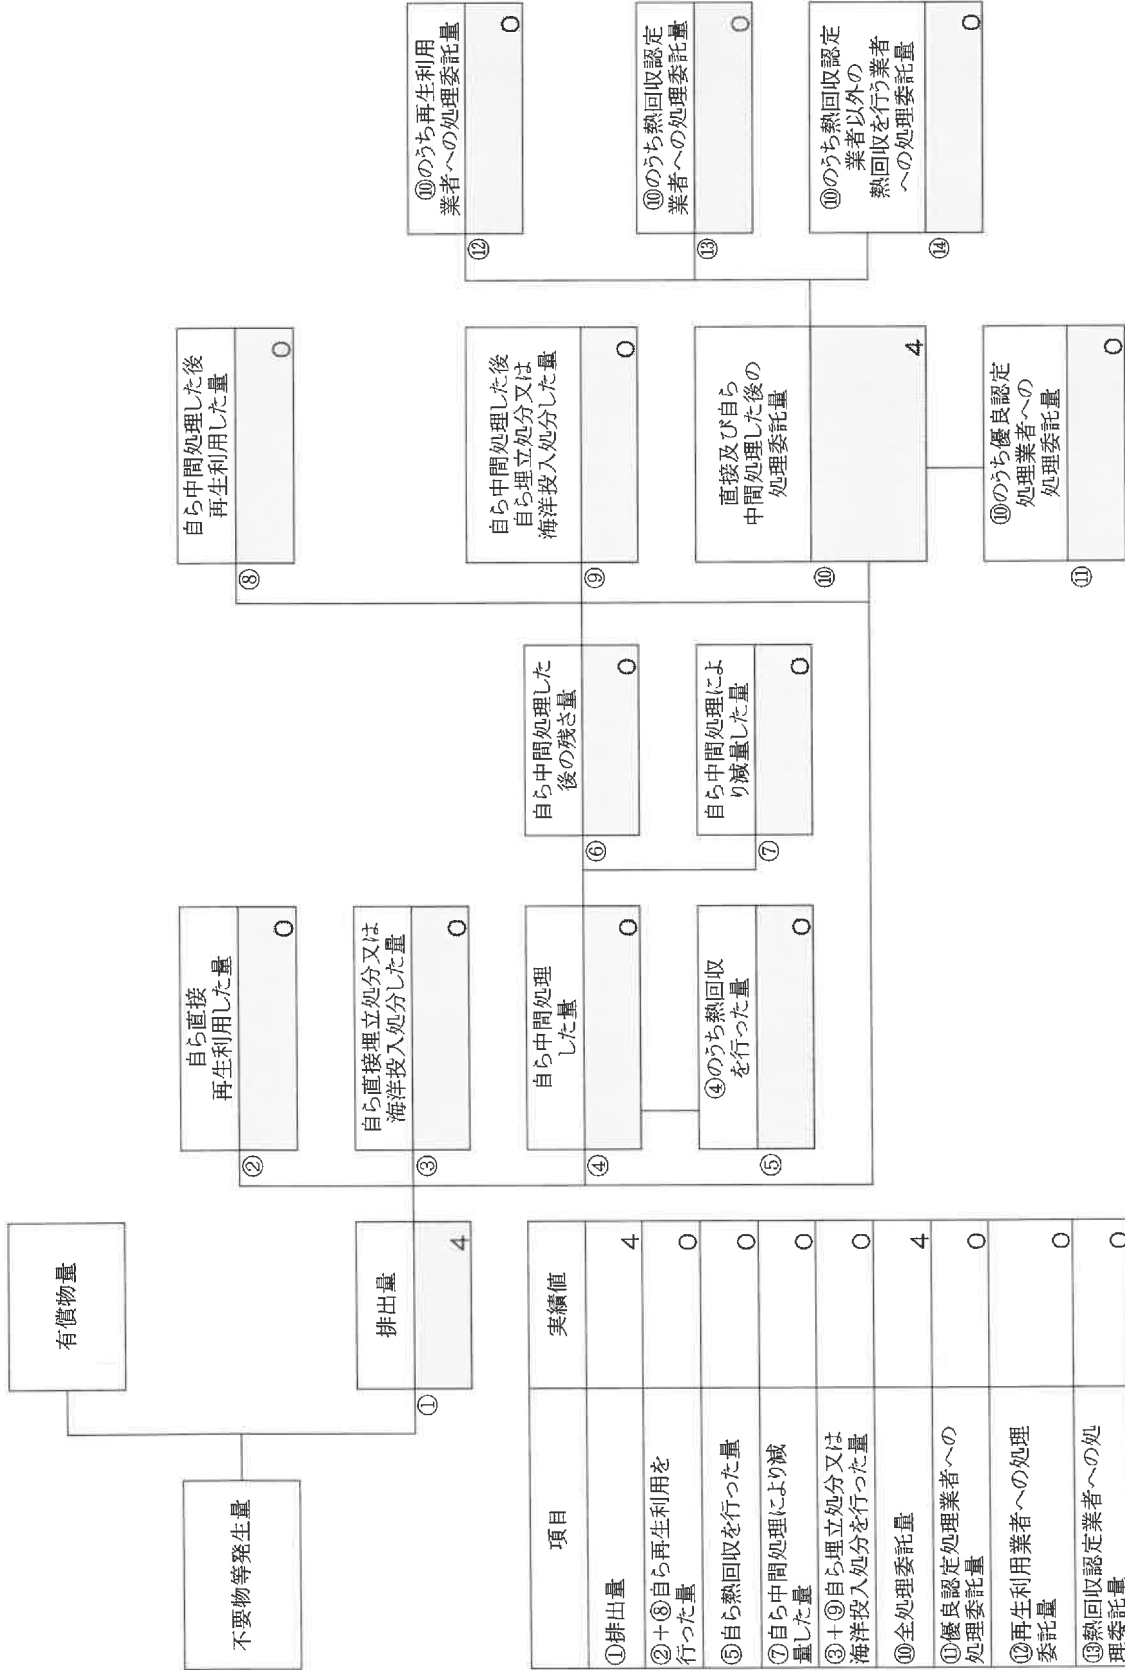 不要物等発生量
有償物量
①
排出量
4
②
自ら直接
再生利用した量
0
③
自ら直接埋立処分又は
海洋投入処分した量
0
④
自ら中間処理
した量
0
⑤
④のうち熱回収
を行った量
0
⑥
自ら中間処理した
後の残さ量
0
⑦
自ら中間処理によ
り減量した量
0
⑧
自ら中間処理した後
再生利用した量
0
⑨
自ら中間処理した後
自ら埋立処分又は
海洋投入処分した量
0
⑩
直接及び自ら
中間処理した後の
処理委託量
4
⑪
⑩のうち優良認定
処理業者への
処理委託量
0
⑫
⑩のうち再生利用
業者への処理委託量
0
⑬
⑩のうち熱回収認定
業者への処理委託量
0
⑭
⑩のうち熱回収認定
業者以外の
熱回収を行う業者
への処理委託量
0
項目 実績値
①排出量 4
②+⑧自ら再生利用を
行った量 0
⑤自ら熱回収を行った量 0
⑦自ら中間処理により減
量した量 0
③+⑨自ら埋立処分又は
海洋投入処分を行った量 0
⑩全処理委託量 4
⑪優良認定処理業者への
処理委託量 0
⑫再生利用業者への処理
委託量 0
⑬熱回収認定業者への処
理委託量 0